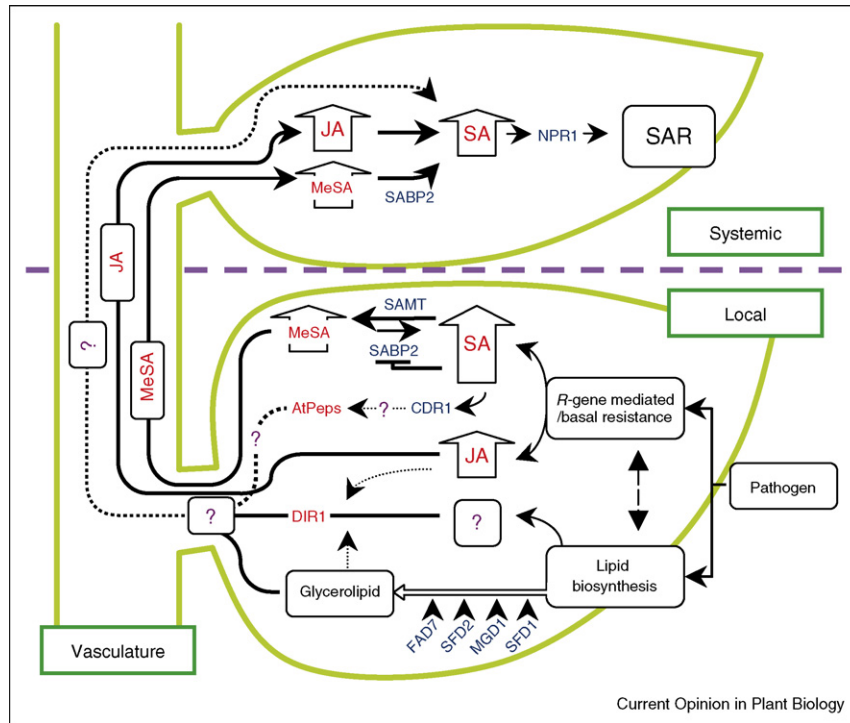 JA
SA
NPR1
SAR
MeSA
SABP2
Systemic
JA
?
MeSA
Local
SAMT
MeSA
SABP2
SA
R-gene mediated
/basal resistance
AtPeps
?
CDR1
?
JA
Pathogen
?
DIR1
?
Lipid
biosynthesis
Glycerolipid
FAD7
SFD2
MGD1
SFD1
Vasculature
Current Opinion in Plant Biology